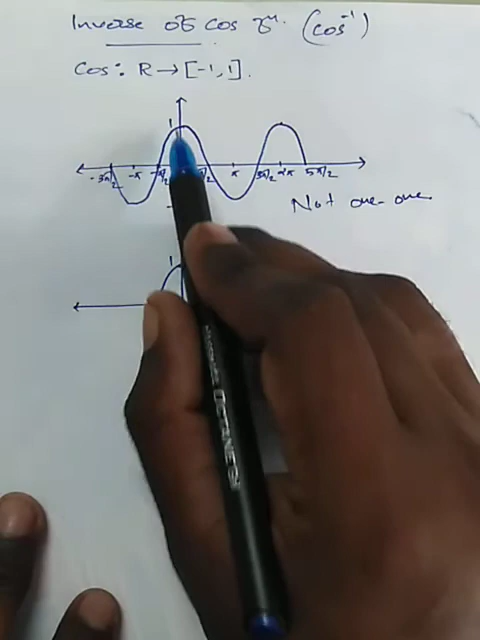 Inverse of cos xⁿ. (cos⁻¹)
Cos: R → [-1, 1].
1
-3π/2 -π π 3π/2 2π 5π/2
Not one-one
1